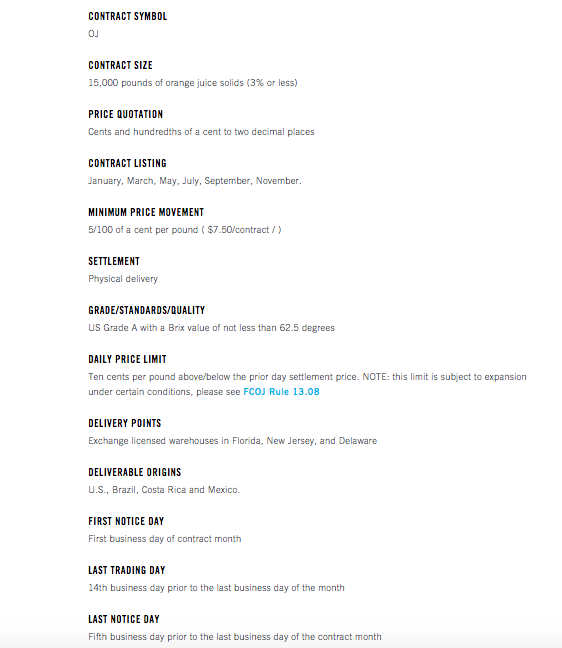 CONTRACT SYMBOL
OJ
CONTRACT SIZE
15,000 pounds of orange juice solids (3% or less)
PRICE QUOTATION
Cents and hundredths of a cent to two decimal places
CONTRACT LISTING
January, March, May, July, September, November.
MINIMUM PRICE MOVEMENT
5/100 of a cent per pound ( $7.50/contract / )
SETTLEMENT
Physical delivery
GRADE/STANDARDS/QUALITY
US Grade A with a Brix value of not less than 62.5 degrees
DAILY PRICE LIMIT
Ten cents per pound above/below the prior day settlement price. NOTE: this limit is subject to expansion
under certain conditions, please see FCOJ Rule 13.08
DELIVERY POINTS
Exchange licensed warehouses in Florida, New Jersey, and Delaware
DELIVERABLE ORIGINS
U.S., Brazil, Costa Rica and Mexico.
FIRST NOTICE DAY
First business day of contract month
LAST TRADING DAY
14th business day prior to the last business day of the month
LAST NOTICE DAY
Fifth business day prior to the last business day of the contract month